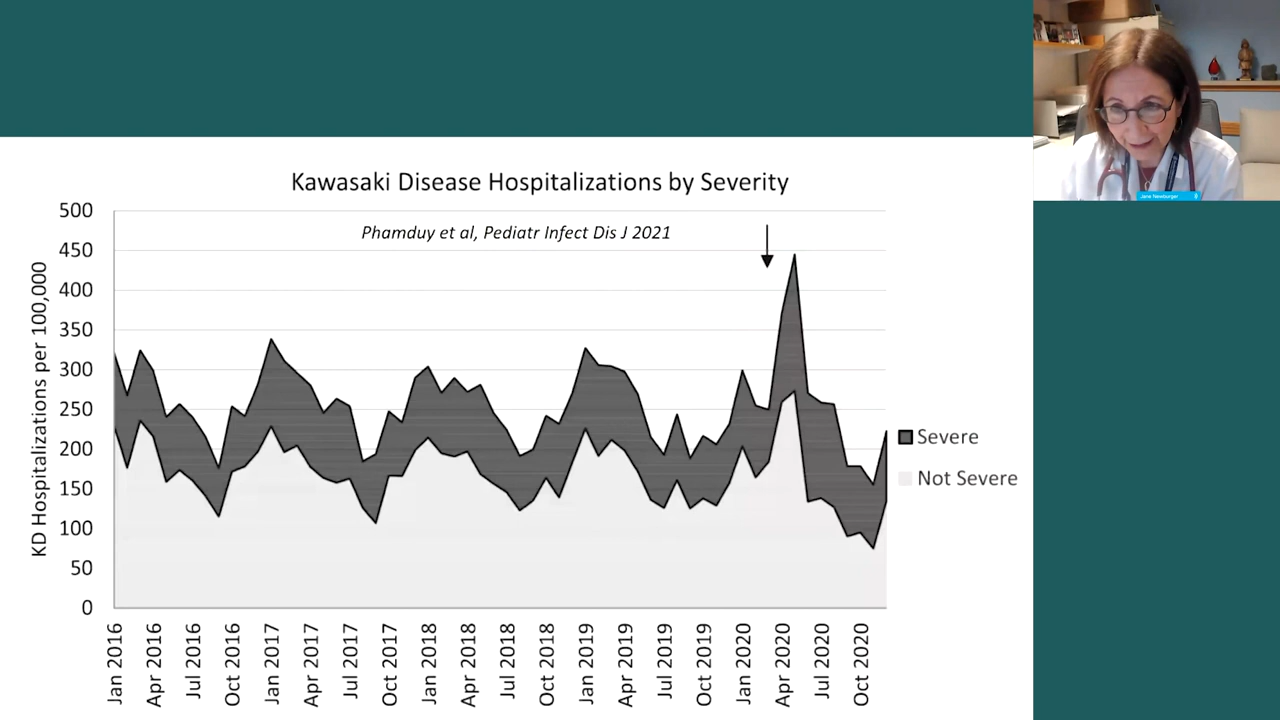 Kawasaki Disease Hospitalizations by Severity
Phamduy et al, Pediatr Infect Dis J 2021
KD Hospitalizations per 100,000
500
450
400
350
300
250
200
150
100
50
0
Jan 2016
Apr 2016
Jul 2016
Oct 2016
Jan 2017
Apr 2017
Jul 2017
Oct 2017
Jan 2018
Apr 2018
Jul 2018
Oct 2018
Jan 2019
Apr 2019
Jul 2019
Oct 2019
Jan 2020
Apr 2020
Jul 2020
Oct 2020
Severe
Not Severe
Jane Newburger